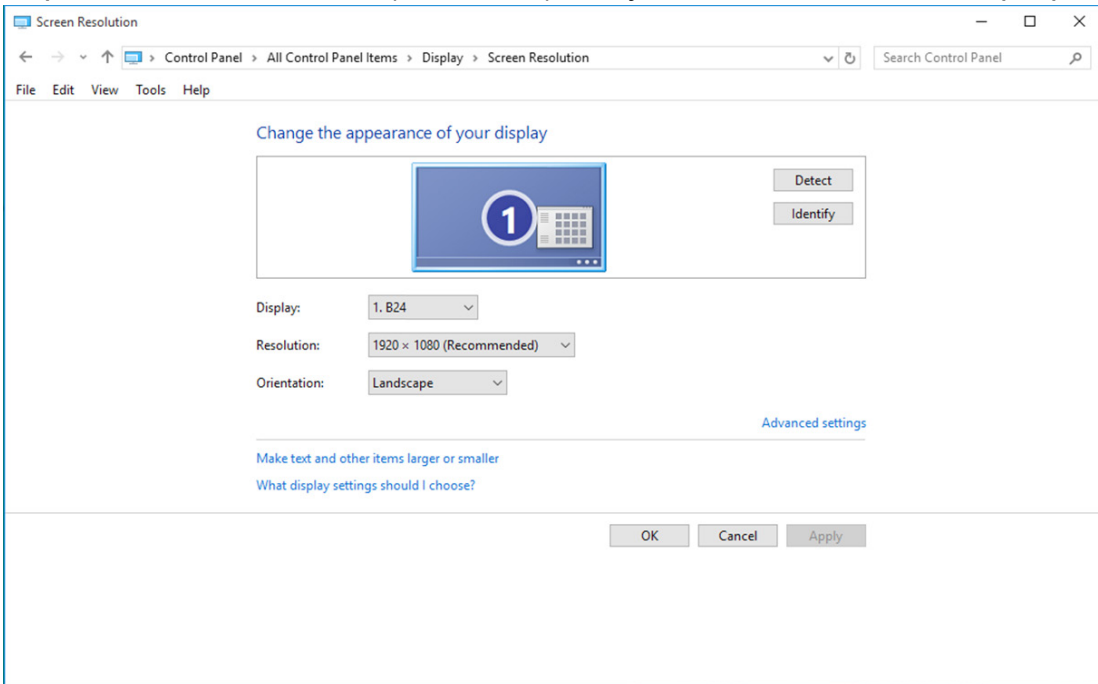 Screen Resolution
Control Panel > All Control Panel Items > Display > Screen Resolution
Search Control Panel
File Edit View Tools Help
Change the appearance of your display
1
Detect
Identify
Display: 1. B24
Resolution: 1920 × 1080 (Recommended)
Orientation: Landscape
Advanced settings
Make text and other items larger or smaller
What display settings should I choose?
OK Cancel Apply